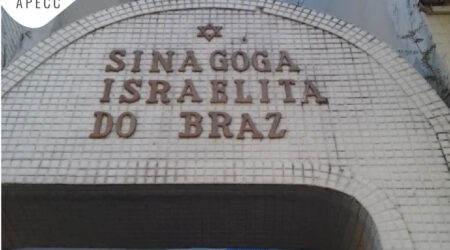 APECC
SINAGOGA
ISRAELITA
DO BRAZ